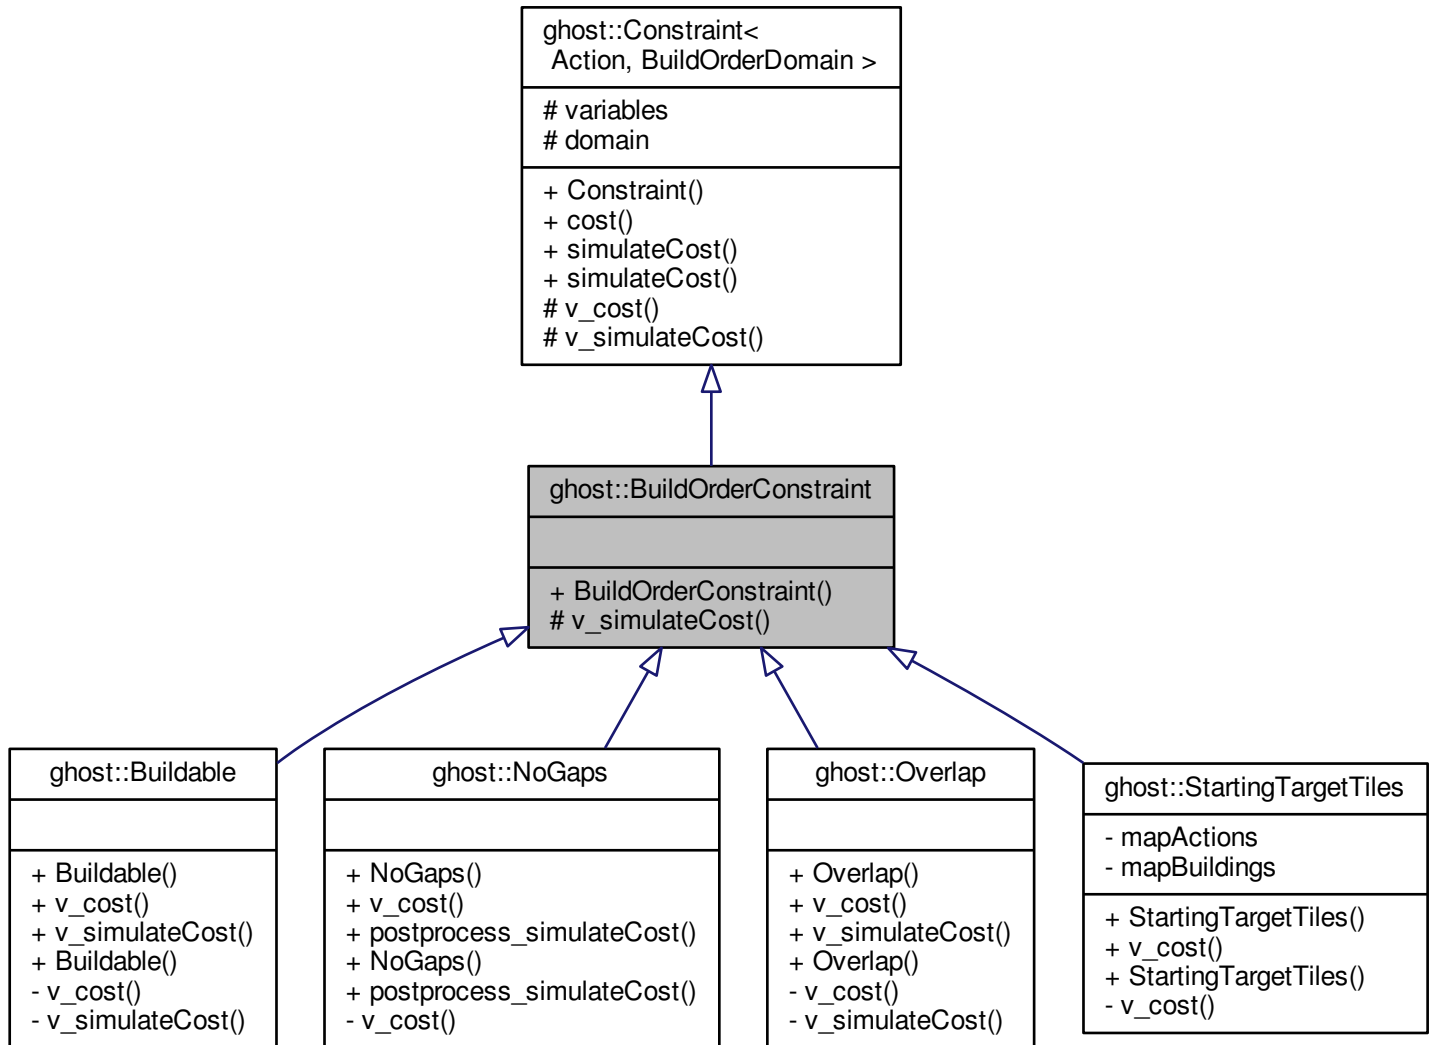 ghost::Constraint<
Action, BuildOrderDomain >
# variables
# domain
+ Constraint()
+ cost()
+ simulateCost()
+ simulateCost()
# v_cost()
# v_simulateCost()
ghost::BuildOrderConstraint
+ BuildOrderConstraint()
# v_simulateCost()
ghost::Buildable
+ Buildable()
+ v_cost()
+ v_simulateCost()
+ Buildable()
- v_cost()
- v_simulateCost()
ghost::NoGaps
+ NoGaps()
+ v_cost()
+ postprocess_simulateCost()
+ NoGaps()
+ postprocess_simulateCost()
- v_cost()
ghost::Overlap
+ Overlap()
+ v_cost()
+ v_simulateCost()
+ Overlap()
- v_cost()
- v_simulateCost()
ghost::StartingTargetTiles
- mapActions
- mapBuildings
+ StartingTargetTiles()
+ v_cost()
+ StartingTargetTiles()
- v_cost()